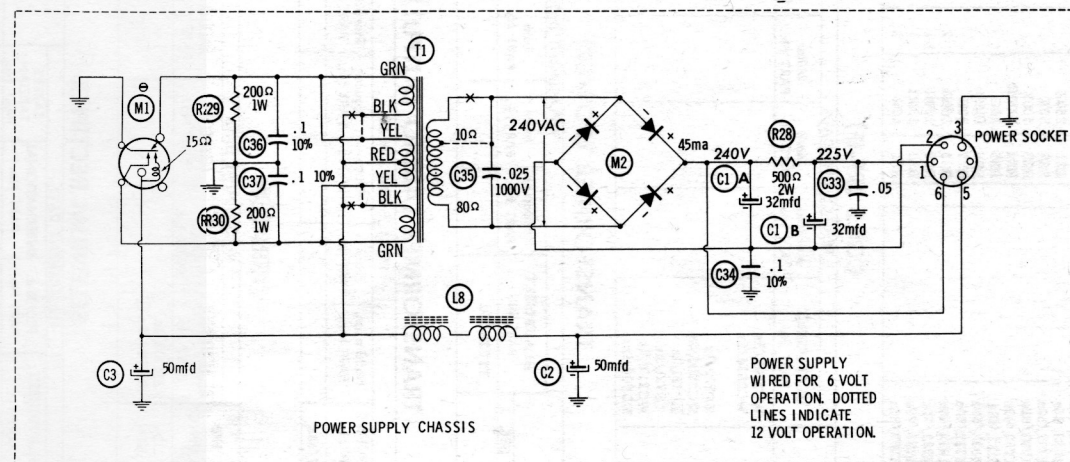 T1
GRN
M1
R29
200Ω
1W
BLK
YEL
15Ω
C36
.1
10%
RED
C37
.1 10%
YEL
BLK
R30
200Ω
1W
GRN
10Ω
C35
.025
1000V
80Ω
240VAC
M2
45ma
240V
R28
500Ω
2W
225V
C1 A
32mfd
C33
.05
C1 B
32mfd
C34
.1
10%
2
3
1
6
5
POWER SOCKET
L8
C3
50mfd
C2
50mfd
POWER SUPPLY
WIRED FOR 6 VOLT
OPERATION. DOTTED
LINES INDICATE
12 VOLT OPERATION.
POWER SUPPLY CHASSIS